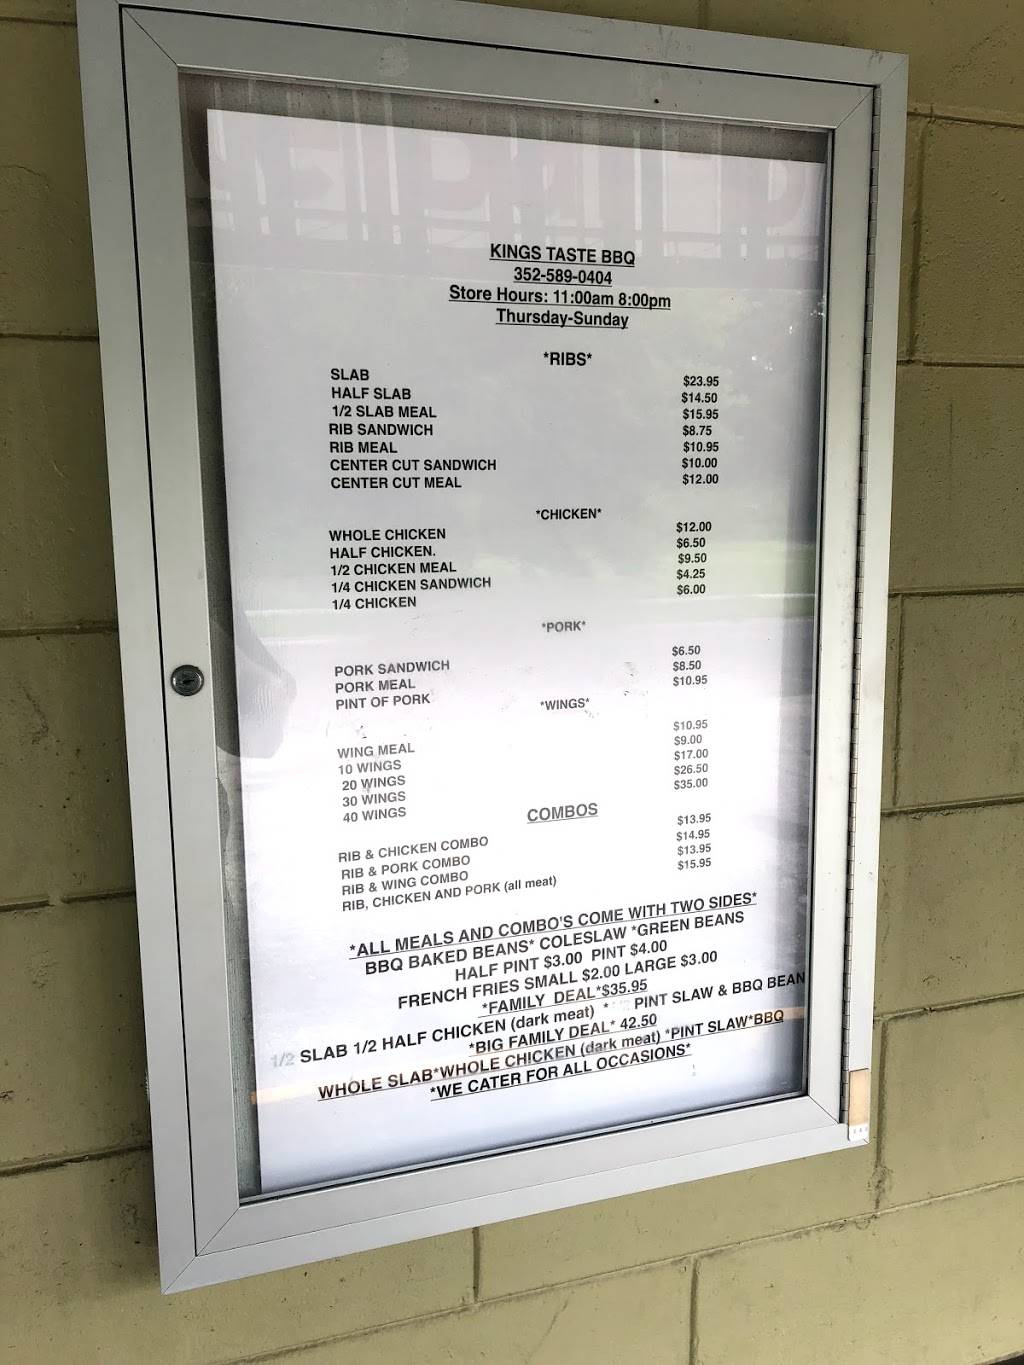 KINGS TASTE BBQ
352-589-0404
Store Hours: 11:00am 8:00pm
Thursday-Sunday
*RIBS*
SLAB $23.95
HALF SLAB $14.50
1/2 SLAB MEAL $15.95
RIB SANDWICH $8.75
RIB MEAL $10.95
CENTER CUT SANDWICH $10.00
CENTER CUT MEAL $12.00
*CHICKEN*
WHOLE CHICKEN $12.00
HALF CHICKEN. $6.50
1/2 CHICKEN MEAL $9.50
1/4 CHICKEN SANDWICH $4.25
1/4 CHICKEN $6.00
*PORK*
PORK SANDWICH $6.50
PORK MEAL $8.50
PINT OF PORK $10.95
*WINGS*
WING MEAL $10.95
10 WINGS $9.00
20 WINGS $17.00
30 WINGS $26.50
40 WINGS $35.00
COMBOS
RIB & CHICKEN COMBO $13.95
RIB & PORK COMBO $14.95
RIB & WING COMBO $13.95
RIB, CHICKEN AND PORK (all meat) $15.95
*ALL MEALS AND COMBO'S COME WITH TWO SIDES*
BBQ BAKED BEANS* COLESLAW *GREEN BEANS
HALF PINT $3.00 PINT $4.00
FRENCH FRIES SMALL $2.00 LARGE $3.00
*FAMILY DEAL*$35.95
1/2 SLAB 1/2 HALF CHICKEN (dark meat) * PINT SLAW & BBQ BEAN
*BIG FAMILY DEAL* 42.50
WHOLE SLAB*WHOLE CHICKEN (dark meat) *PINT SLAW*BBQ
*WE CATER FOR ALL OCCASIONS*